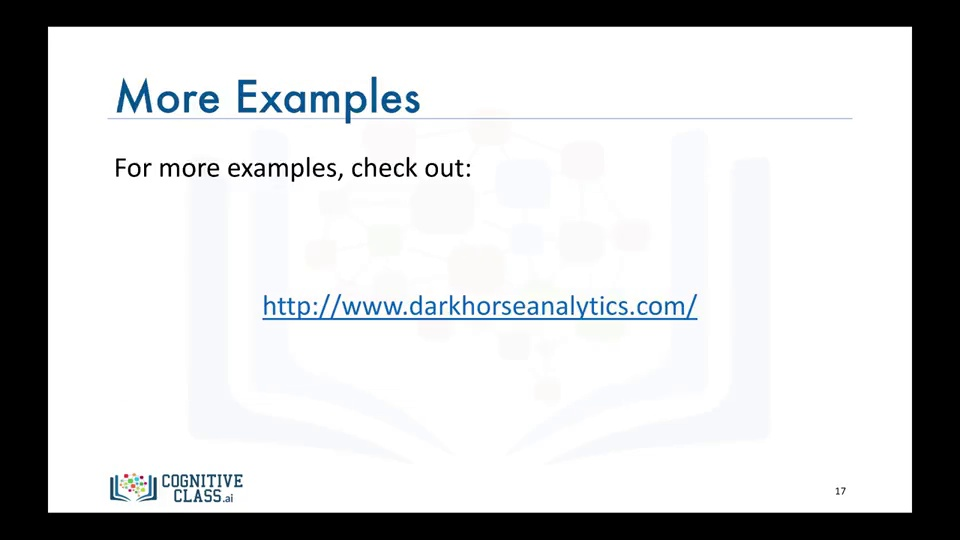 More Examples
For more examples, check out:
http://www.darkhorseanalytics.com/
COGNITIVE
CLASS.ai
17